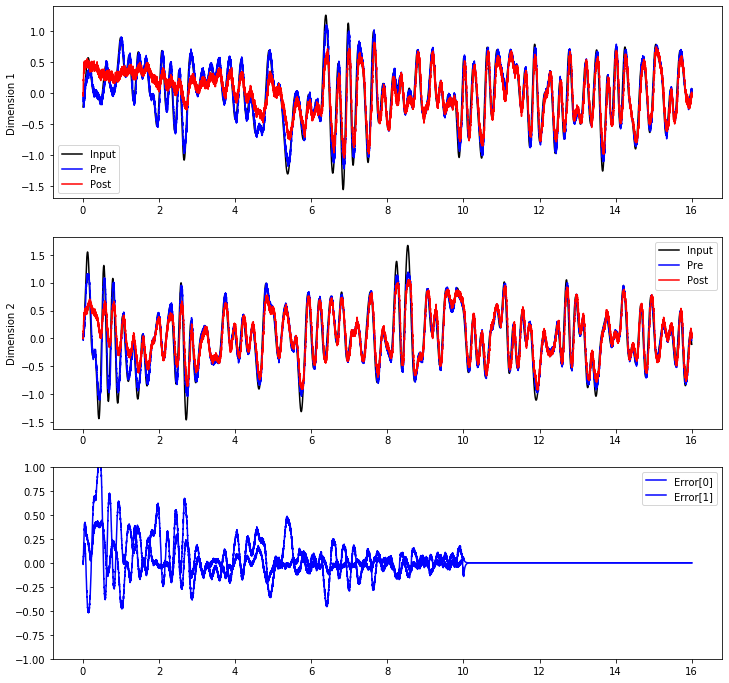 Dimension 1
1.0
0.5
0.0
−0.5
−1.0
−1.5
Input
Pre
Post
0 2 4 6 8 10 12 14 16
Dimension 2
1.5
1.0
0.5
0.0
−0.5
−1.0
−1.5
Input
Pre
Post
0 2 4 6 8 10 12 14 16
1.00
0.75
0.50
0.25
0.00
−0.25
−0.50
−0.75
−1.00
Error[0]
Error[1]
0 2 4 6 8 10 12 14 16